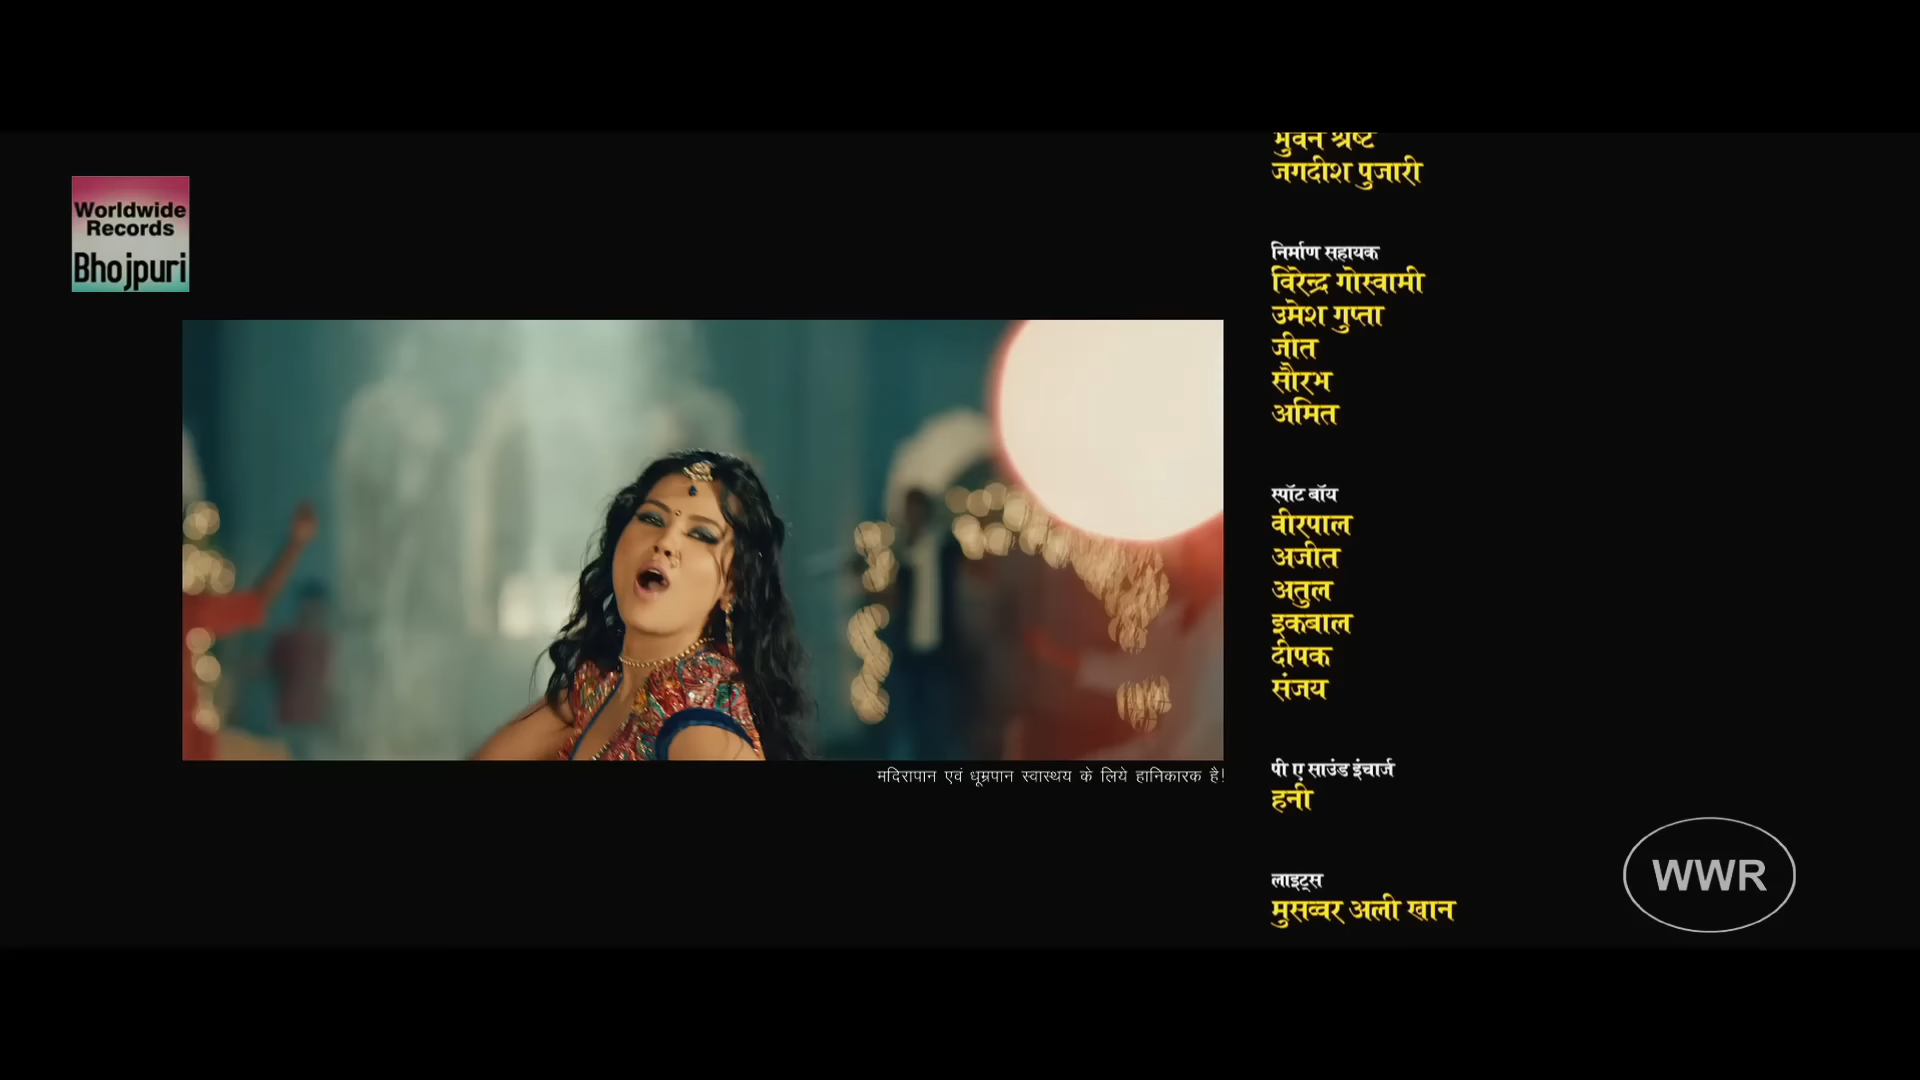 Worldwide
Records
Bhojpuri
जगदीश पुजारी
निर्माण सहायक
विरेन्द्र गोस्वामी
उमेश गुप्ता
जीत
सौरभ
अमित
स्पॉट बॉय
वीरपाल
अजीत
अतुल
इकबाल
दीपक
संजय
पी ए साउंड इंचार्ज
हनी
लाइट्स
मुसव्वर अली खान
मदिरापान एवं धूम्रपान स्वास्थय के लिये हानिकारक है!
WWR